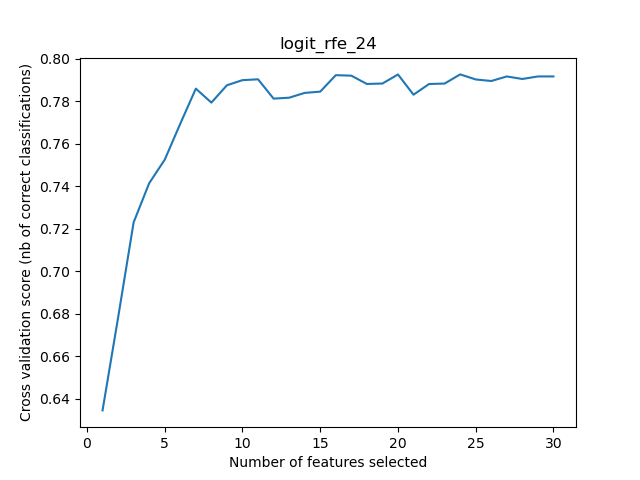 logit_rfe_24
Cross validation score (nb of correct classifications)
0.80
0.78
0.76
0.74
0.72
0.70
0.68
0.66
0.64
0 5 10 15 20 25 30
Number of features selected